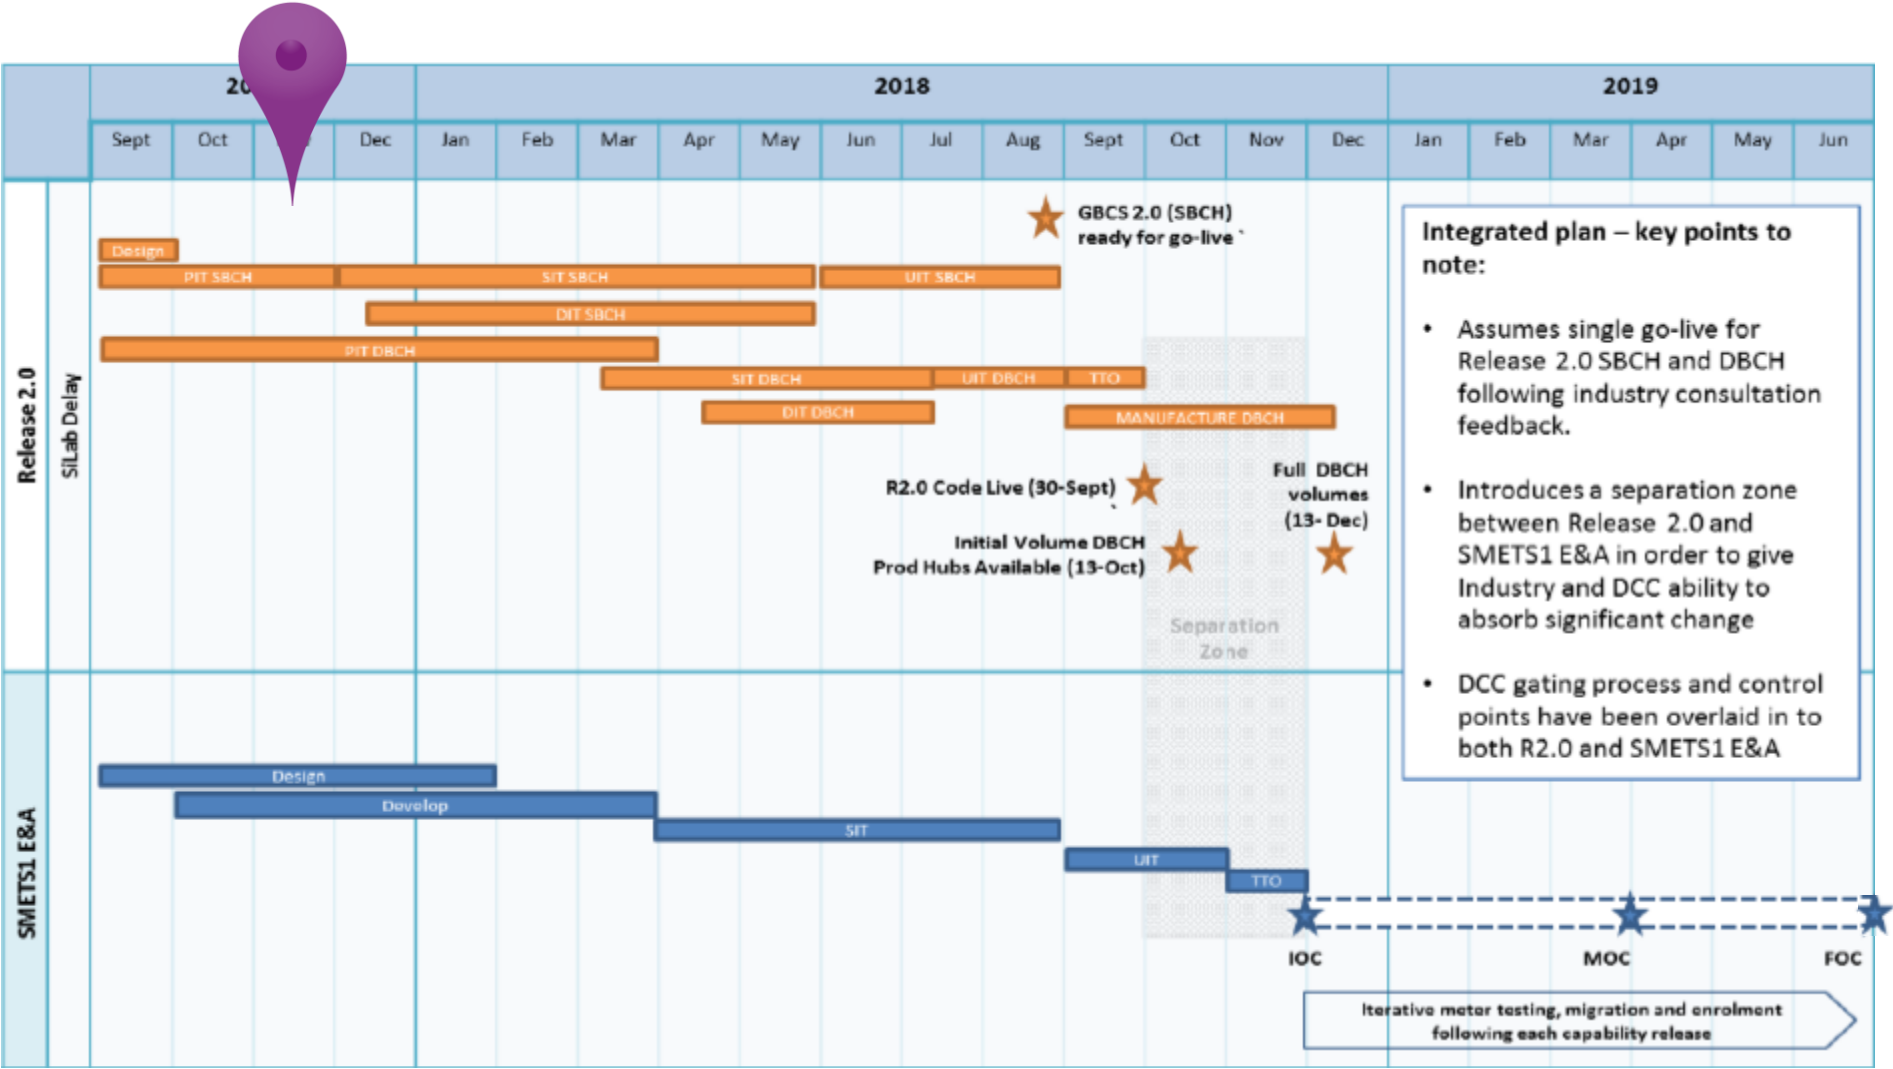 20
2018
2019
Sept Oct Dec Jan Feb Mar Apr May Jun Jul Aug Sept Oct Nov Dec Jan Feb Mar Apr May Jun
Release 2.0
SiLab Delay
GBCS 2.0 (SBCH)
ready for go-live `
Design
PIT SBCH
SIT SBCH
UIT SBCH
DIT SBCH
PIT DBCH
SIT DBCH
UIT DBCH
TTO
DIT DBCH
MANUFACTURE DBCH
R2.0 Code Live (30-Sept)
`
Full DBCH
volumes
(13- Dec)
Initial Volume DBCH
Prod Hubs Available (13-Oct)
Separation
Zone
Integrated plan – key points to
note:
• Assumes single go-live for
Release 2.0 SBCH and DBCH
following industry consultation
feedback.
• Introduces a separation zone
between Release 2.0 and
SMETS1 E&A in order to give
Industry and DCC ability to
absorb significant change
• DCC gating process and control
points have been overlaid in to
both R2.0 and SMETS1 E&A
SMETS1 E&A
Design
Develop
SIT
UIT
TTO
IOC
MOC
FOC
Iterative meter testing, migration and enrolment
following each capability release